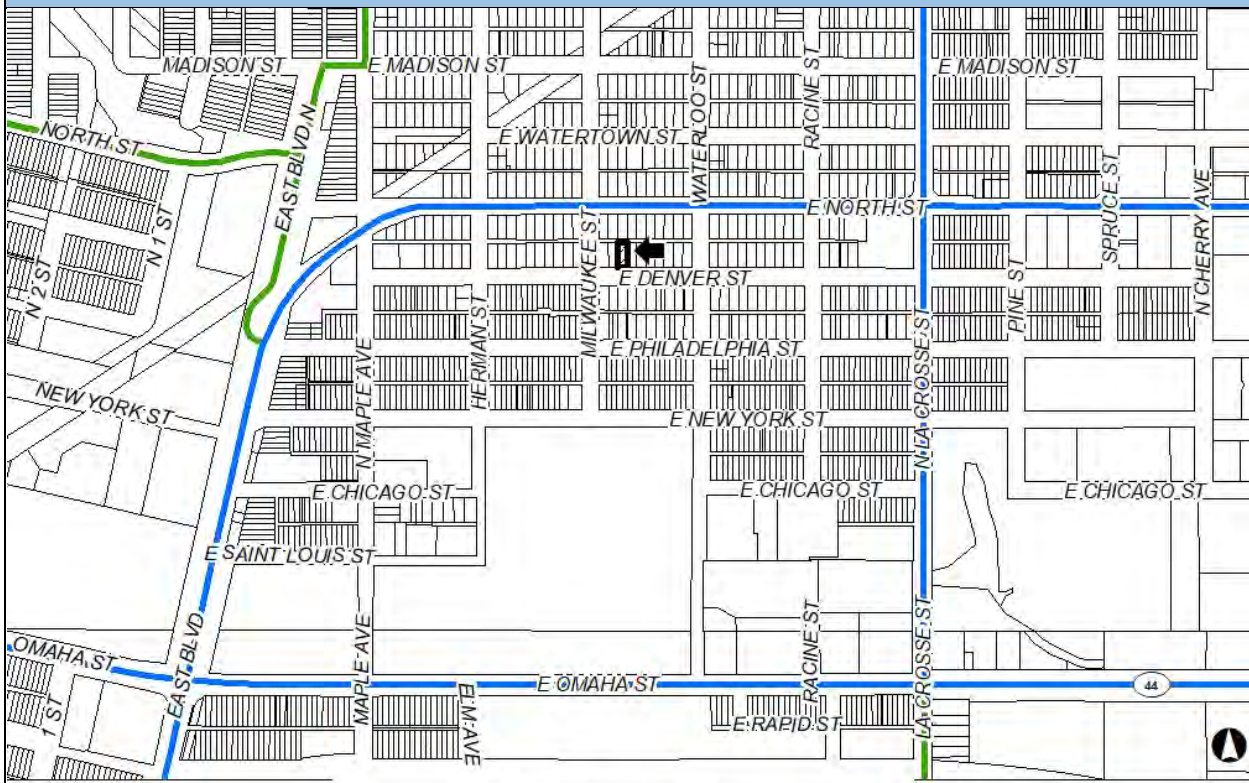 MADISON ST
E MADISON ST
E MADISON ST
NORTH ST
EAST BLVD N
E WATERTOWN ST
WATERLOO ST
RACINE ST
SPRUCE ST
N CHERRY AVE
N 1 ST
N 2 ST
E NORTH ST
MILWAUKEE ST
E DENVER ST
PINE ST
HERMAN ST
N MAPLE AVE
E PHILADELPHIA ST
N LA CROSSE ST
NEW YORK ST
E NEW YORK ST
E CHICAGO ST
E CHICAGO ST
E CHICAGO ST
E SAINT LOUIS ST
OMAHA ST
EAST BLVD
MAPLE AVE
ELM AVE
E OMAHA ST
RACINE ST
LA CROSSE ST
44
1 ST
E RAPID ST